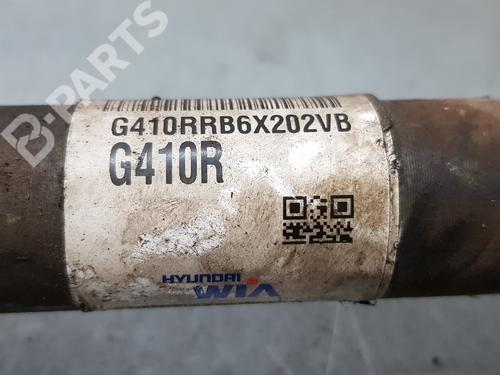 B-PARTS
G410RRB6X202VB
G410R
HYUNDAI
WIA